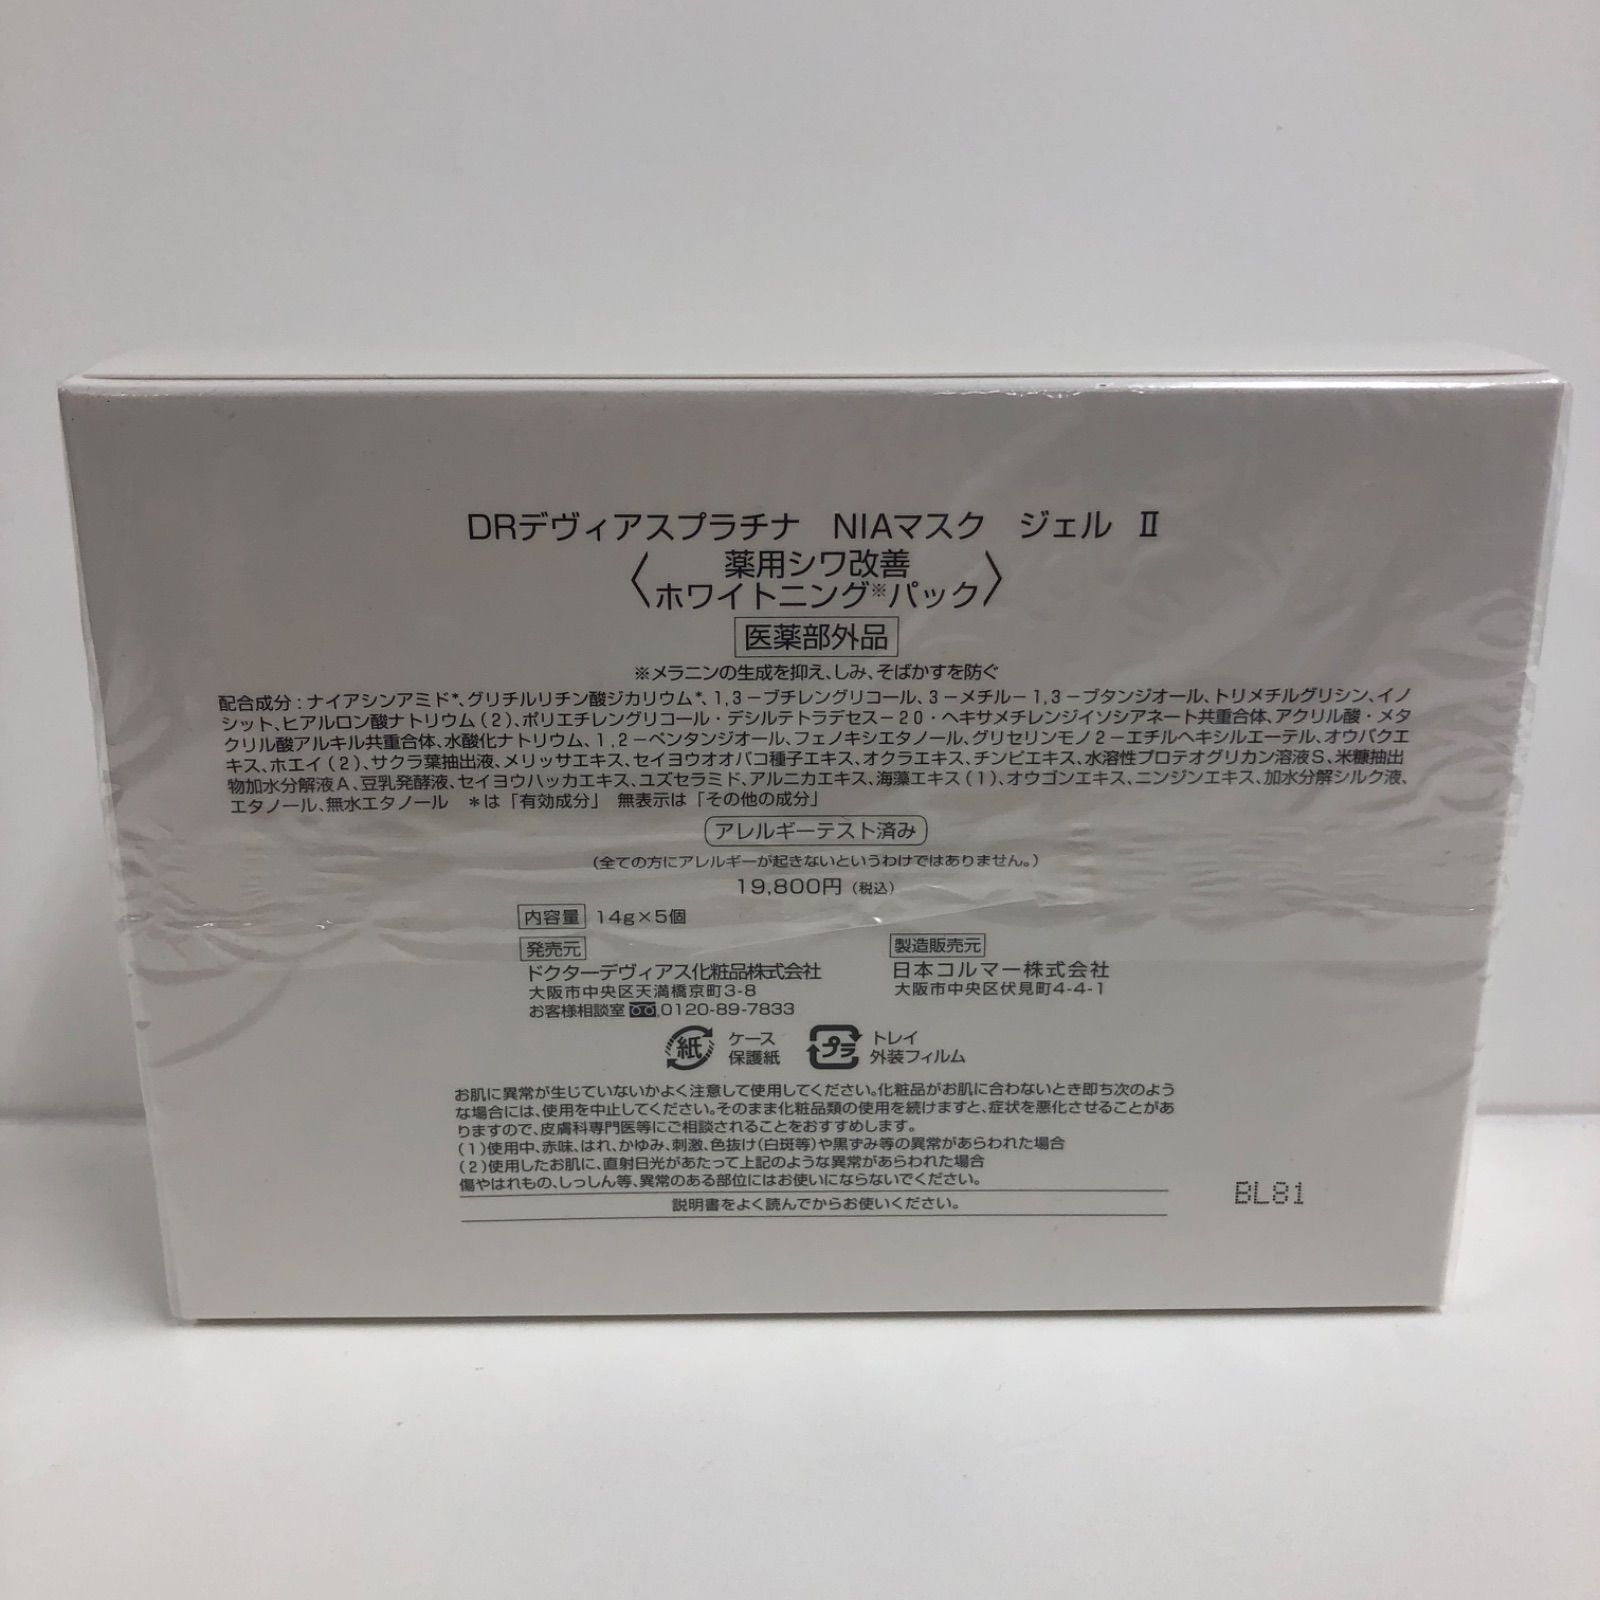 DRデヴィアスプラチナ NIAマスク ジェル Ⅱ
〈薬用シワ改善
ホワイトニング※パック〉
医薬部外品
※メラニンの生成を抑え、しみ、そばかすを防ぐ
配合成分：ナイアシンアミド*、グリチルリチン酸ジカリウム*、1,3－ブチレングリコール、3－メチル－1,3－ブタンジオール、トリメチルグリシン、イノ
シット、ヒアルロン酸ナトリウム(2)、ポリエチレングリコール・デシルテトラデセス－20・ヘキサメチレンジイソシアネート共重合体、アクリル酸・メタ
クリル酸アルキル共重合体、水酸化ナトリウム、1,2－ペンタンジオール、フェノキシエタノール、グリセリンモノ2－エチルヘキシルエーテル、オウバクエ
キス、ホエイ(2)、サクラ葉抽出液、メリッサエキス、セイヨウオオバコ種子エキス、オクラエキス、チンピエキス、水溶性プロテオグリカン溶液S、米糠抽出
物加水分解液A、豆乳発酵液、セイヨウハッカエキス、ユズセラミド、アルニカエキス、海藻エキス(1)、オウゴンエキス、ニンジンエキス、加水分解シルク液、
エタノール、無水エタノール *は「有効成分」 無表示は「その他の成分」
アレルギーテスト済み
(全ての方にアレルギーが起きないというわけではありません。)
19,800円(税込)
内容量 14g×5個
発売元
ドクターデヴィアス化粧品株式会社
大阪市中央区天満橋京町3-8
お客様相談室 0120-89-7833
製造販売元
日本コルマー株式会社
大阪市中央区伏見町4-4-1
紙 ケース
保護紙
プラ トレイ
外装フィルム
お肌に異常が生じていないかよく注意して使用してください。化粧品がお肌に合わないとき即ち次のよう
な場合には、使用を中止してください。そのまま化粧品類の使用を続けますと、症状を悪化させることがあ
りますので、皮膚科専門医等にご相談されることをおすすめします。
(1)使用中、赤味、はれ、かゆみ、刺激、色抜け(白斑等)や黒ずみ等の異常があらわれた場合
(2)使用したお肌に、直射日光があたって上記のような異常があらわれた場合
傷やはれもの、しっしん等、異常のある部位にはお使いにならないでください。
説明書をよく読んでからお使いください。
BL81